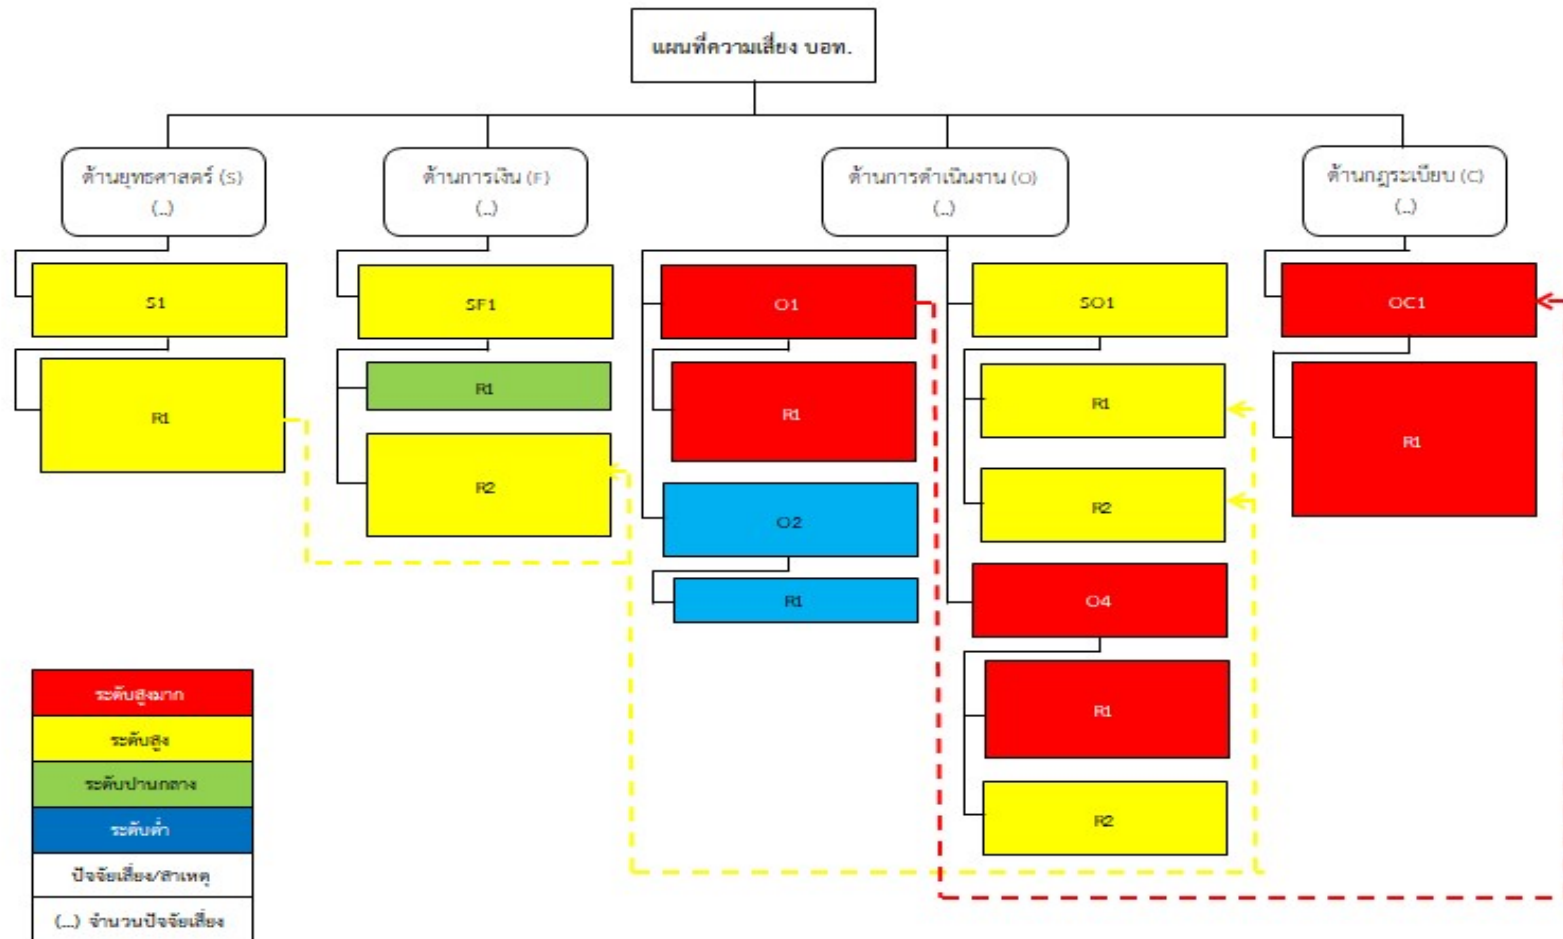 แผนที่ความเสี่ยง บอท.
ด้านยุทธศาสตร์ (S)
(...)
ด้านการเงิน (F)
(...)
ด้านการดำเนินงาน (O)
(...)
ด้านกฎระเบียบ (C)
(...)
S1
R1
SF1
R1
R2
O1
R1
O2
R1
SO1
R1
R2
O4
R1
R2
OC1
R1
ระดับสูงมาก
ระดับสูง
ระดับปานกลาง
ระดับต่ำ
ปัจจัยเสี่ยง/สาเหตุ
(...) จำนวนปัจจัยเสี่ยง